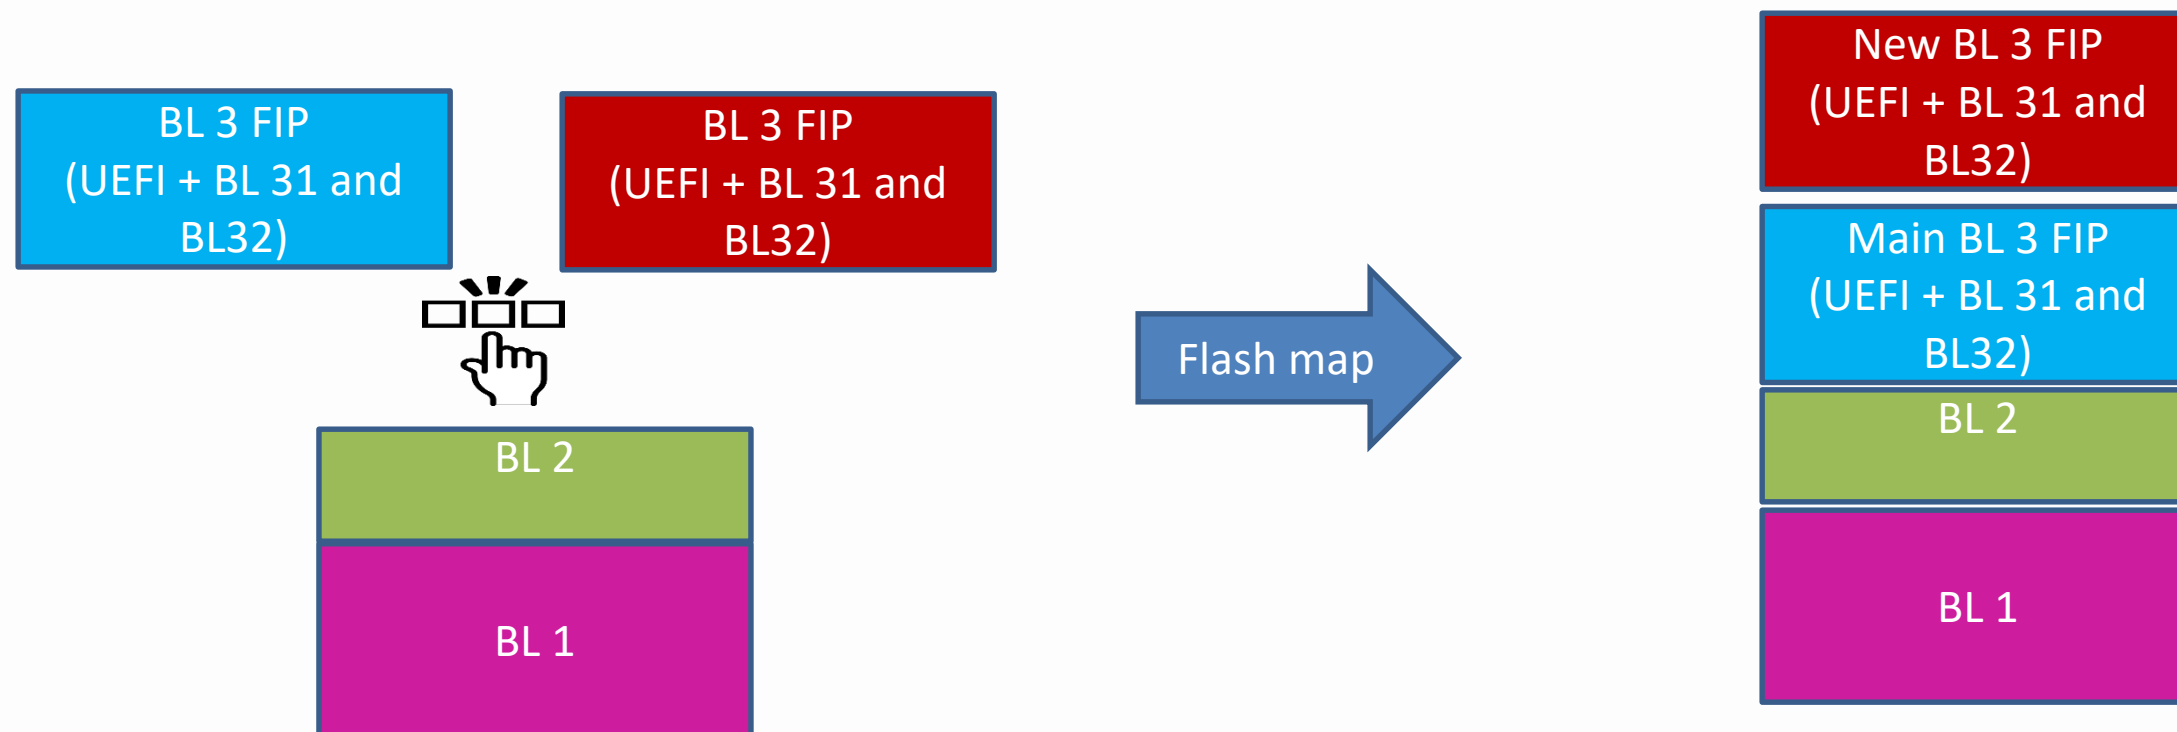 BL 3 FIP
(UEFI + BL 31 and
BL32)
BL 3 FIP
(UEFI + BL 31 and
BL32)
BL 2
BL 1
Flash map
New BL 3 FIP
(UEFI + BL 31 and
BL32)
Main BL 3 FIP
(UEFI + BL 31 and
BL32)
BL 2
BL 1